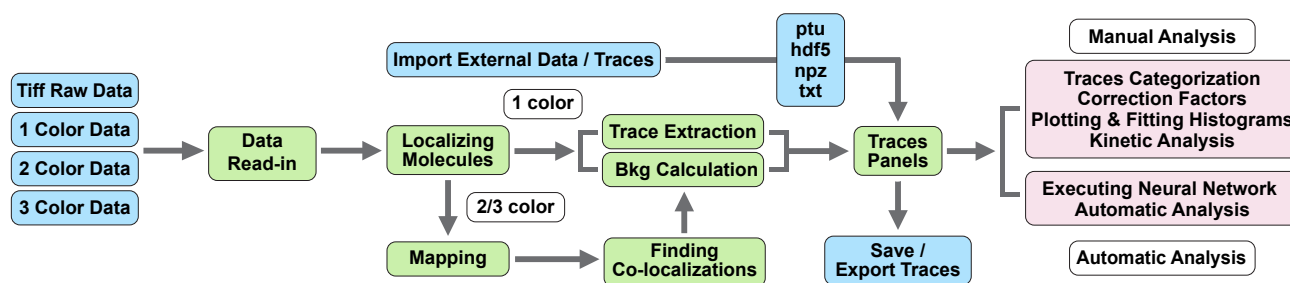 Tiff Raw Data
1 Color Data
2 Color Data
3 Color Data
Data
Read-in
Import External Data / Traces
ptu
hdf5
npz
txt
Localizing
Molecules
1 color
2/3 color
Trace Extraction
Bkg Calculation
Mapping
Finding
Co-localizations
Traces
Panels
Save /
Export Traces
Manual Analysis
Traces Categorization
Correction Factors
Plotting & Fitting Histograms
Kinetic Analysis
Executing Neural Network
Automatic Analysis
Automatic Analysis